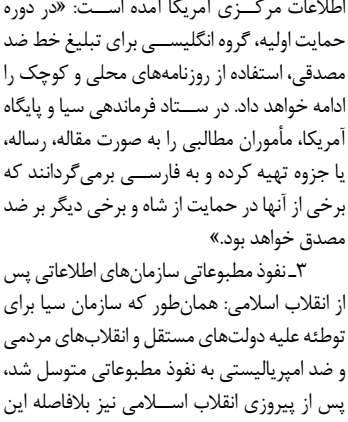 اطلاعات مرکزی آمریکا آمده است: «در دوره
حمایت اولیه، گروه انگلیسی برای تبلیغ خط ضد
مصدقی، استفاده از روزنامه‌های محلی و کوچک را
ادامه خواهد داد. در ستاد فرماندهی سیا و پایگاه
آمریکا، مأموران مطالبی را به صورت مقاله، رساله،
یا جزوه تهیه کرده و به فارسی برمی‌گردانند که
برخی از آنها در حمایت از شاه و برخی دیگر بر ضد
مصدق خواهد بود.»
۳ـ نفوذ مطبوعاتی سازمان‌های اطلاعاتی پس
از انقلاب اسلامی: همان‌طور که سازمان سیا برای
توطئه علیه دولت‌های مستقل و انقلاب‌های مردمی
و ضد امپریالیستی به نفوذ مطبوعاتی متوسل شد،
پس از پیروزی انقلاب اسلامی نیز بلافاصله این